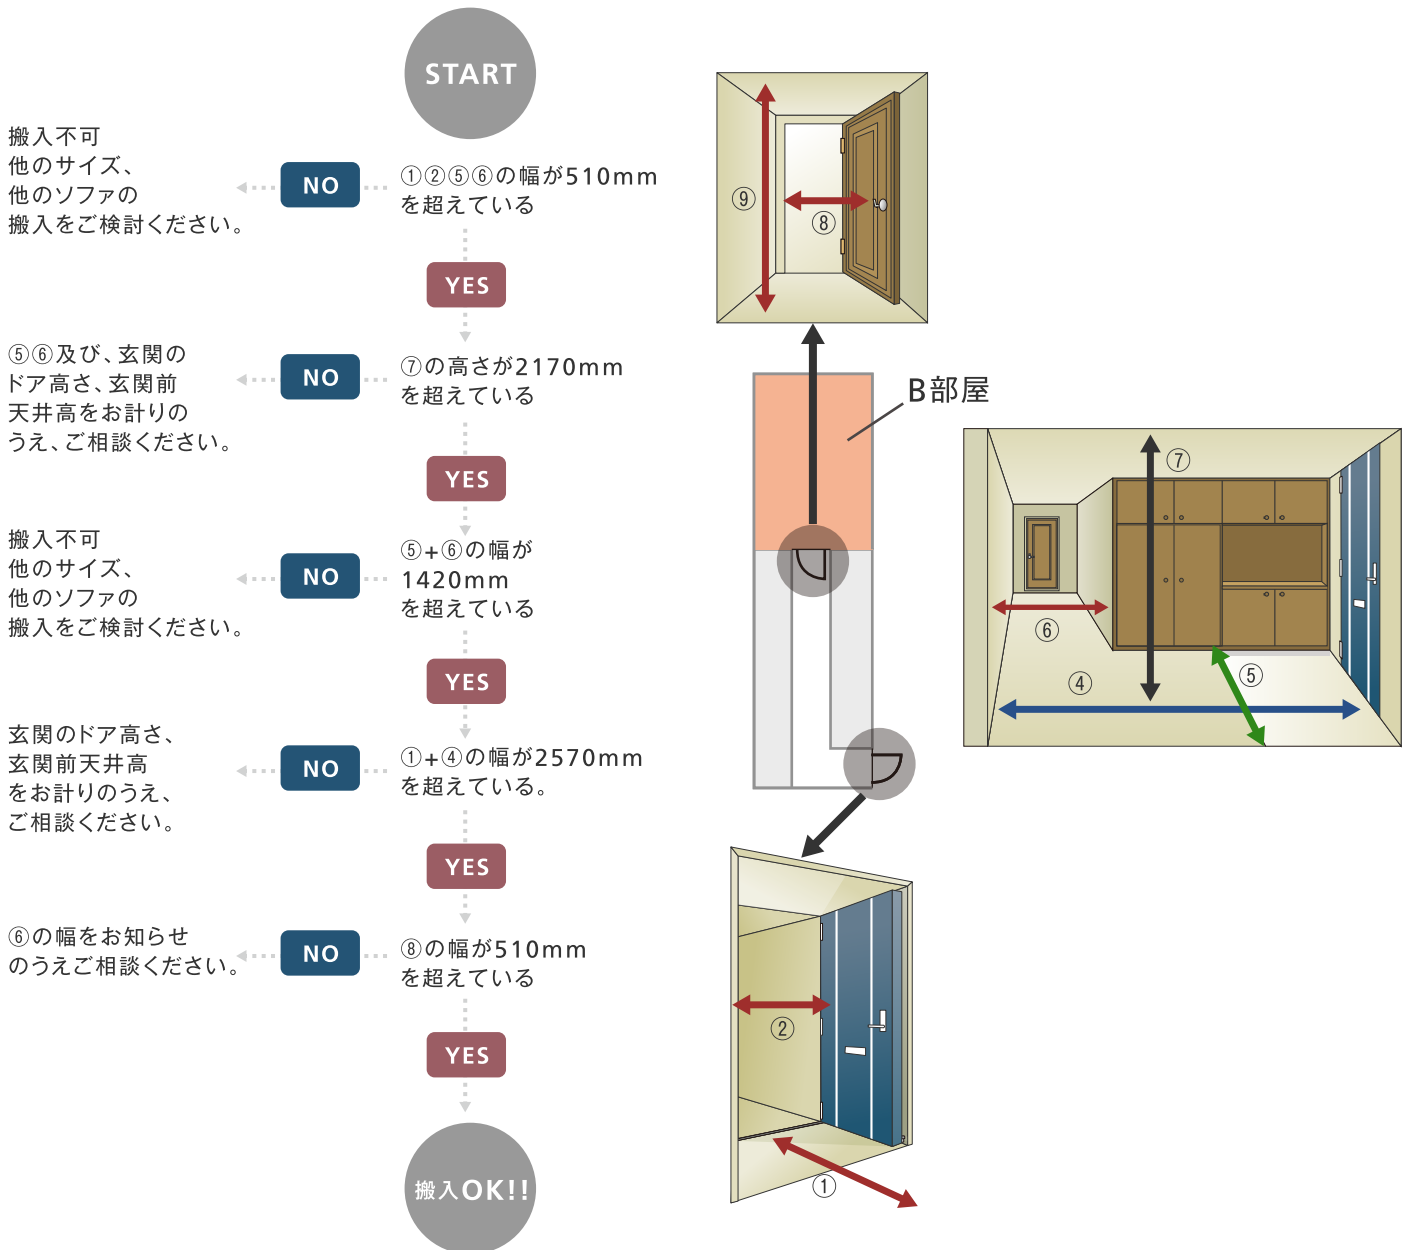 START
①②⑤⑥の幅が510mm
を超えている
NO
搬入不可
他のサイズ、
他のソファの
搬入をご検討ください。
YES
⑦の高さが2170mm
を超えている
NO
⑤⑥及び、玄関の
ドア高さ、玄関前
天井高をお計りの
うえ、ご相談ください。
YES
⑤+⑥の幅が
1420mm
を超えている
NO
搬入不可
他のサイズ、
他のソファの
搬入をご検討ください。
YES
①+④の幅が2570mm
を超えている。
NO
玄関のドア高さ、
玄関前天井高
をお計りのうえ、
ご相談ください。
YES
⑧の幅が510mm
を超えている
NO
⑥の幅をお知らせ
のうえご相談ください。
YES
搬入OK!!
⑨
⑧
B部屋
⑦
⑥
⑤
④
②
①